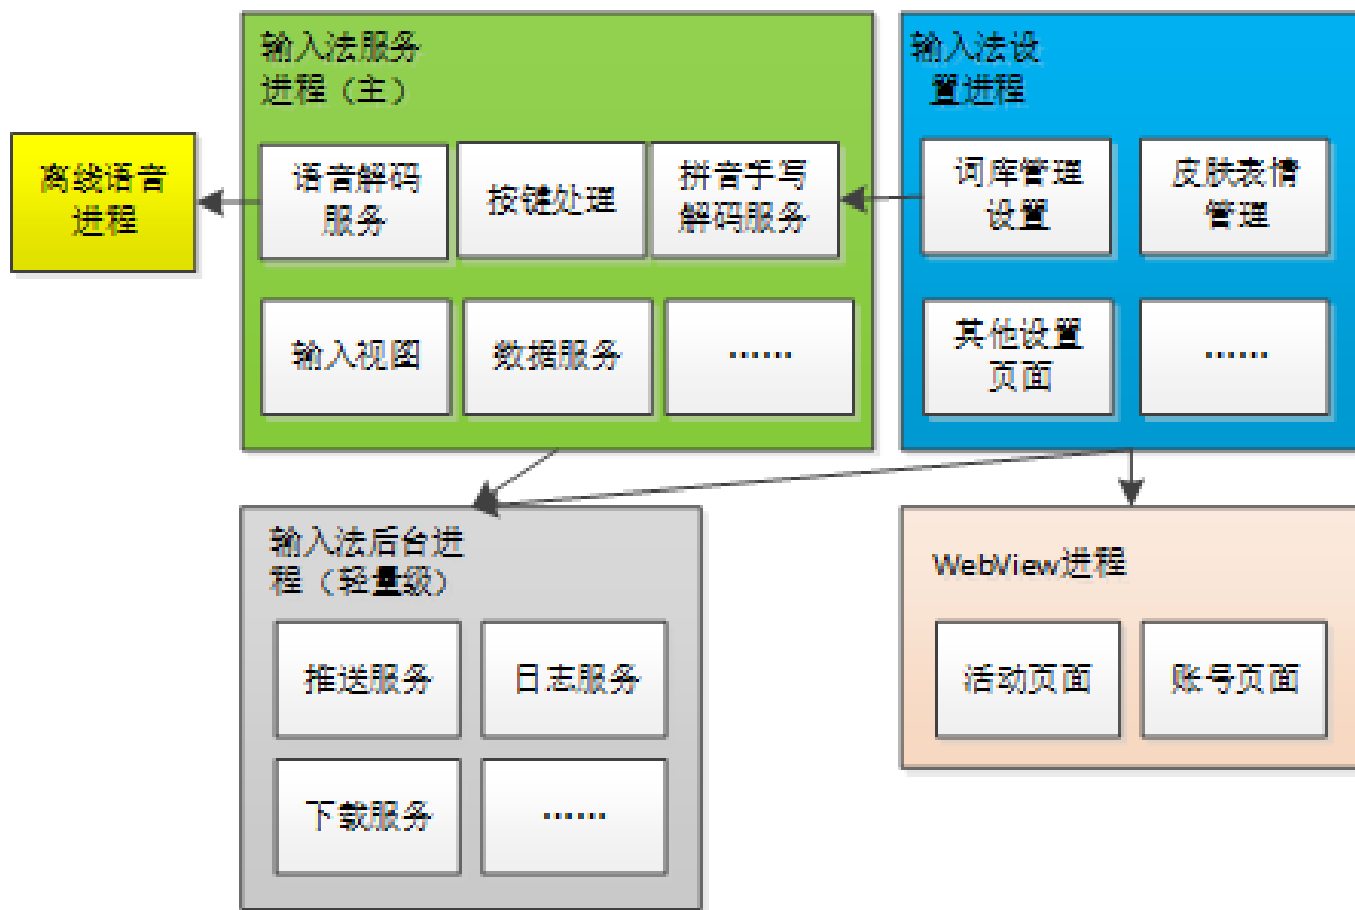 输入法服务
进程（主）
输入法设
置进程
离线语音
进程
语音解码
服务
按键处理
拼音手写
解码服务
词库管理
设置
皮肤表情
管理
输入视图
数据服务
……
其他设置
页面
……
输入法后台进
程（轻量级）
WebView进程
推送服务
日志服务
活动页面
账号页面
下载服务
……